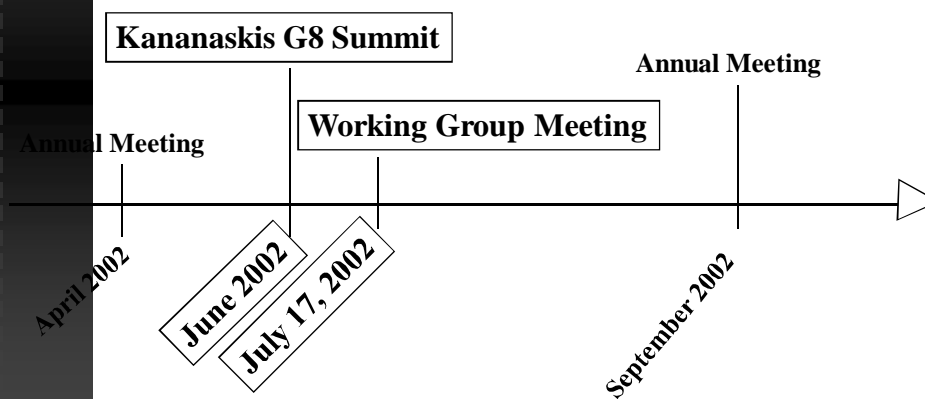 Kananaskis G8 Summit
Annual Meeting
Working Group Meeting
Annual Meeting
April 2002
June 2002
July 17, 2002
September 2002